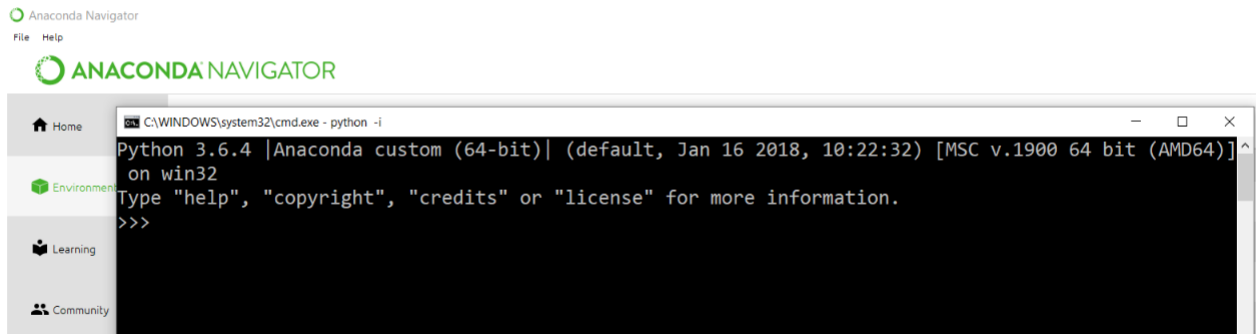 Anaconda Navigator
File Help
ANACONDA NAVIGATOR
Home
C:\WINDOWS\system32\cmd.exe - python -i
Python 3.6.4 |Anaconda custom (64-bit)| (default, Jan 16 2018, 10:22:32) [MSC v.1900 64 bit (AMD64)]
on win32
Environment
Type "help", "copyright", "credits" or "license" for more information.
>>>
Learning
Community